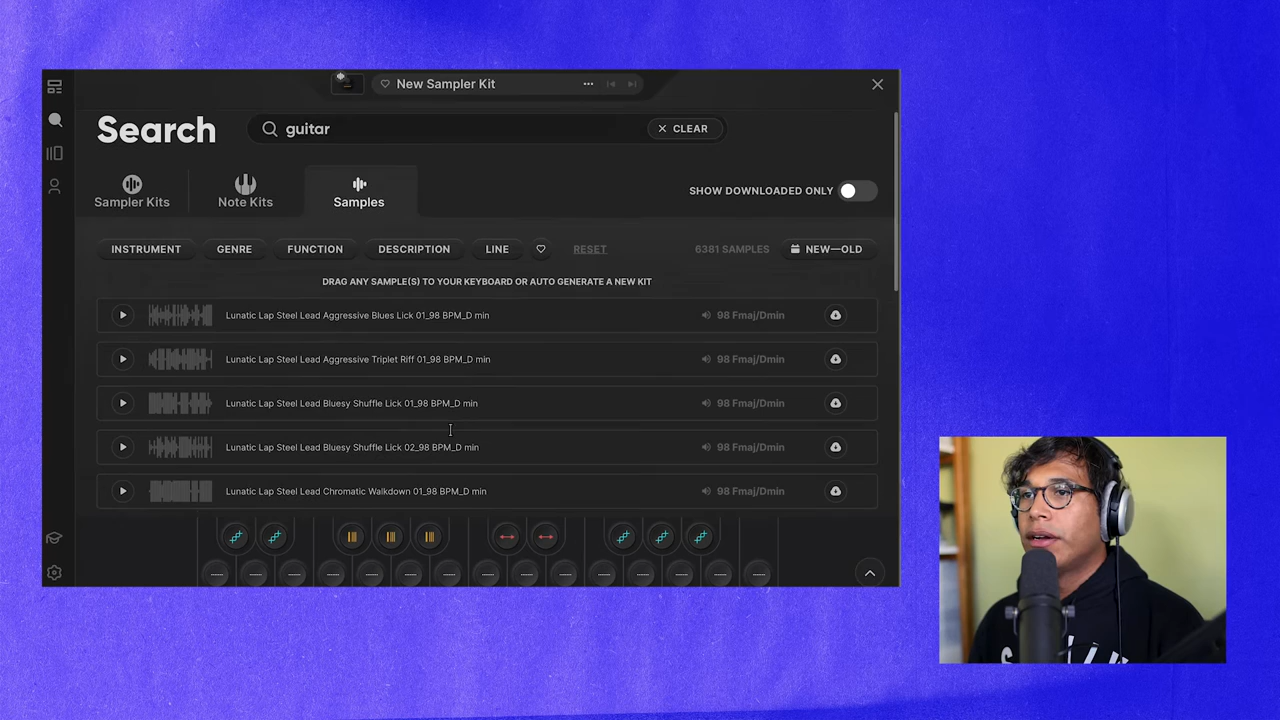 New Sampler Kit
Search
guitar
CLEAR
Sampler Kits
Note Kits
Samples
SHOW DOWNLOADED ONLY
INSTRUMENT
GENRE
FUNCTION
DESCRIPTION
LINE
RESET
6381 SAMPLES
NEW—OLD
DRAG ANY SAMPLE(S) TO YOUR KEYBOARD OR AUTO GENERATE A NEW KIT
Lunatic Lap Steel Lead Aggressive Blues Lick 01_98 BPM_D min
98 Fmaj/Dmin
Lunatic Lap Steel Lead Aggressive Triplet Riff 01_98 BPM_D min
98 Fmaj/Dmin
Lunatic Lap Steel Lead Bluesy Shuffle Lick 01_98 BPM_D min
98 Fmaj/Dmin
Lunatic Lap Steel Lead Bluesy Shuffle Lick 02_98 BPM_D min
98 Fmaj/Dmin
Lunatic Lap Steel Lead Chromatic Walkdown 01_98 BPM_D min
98 Fmaj/Dmin